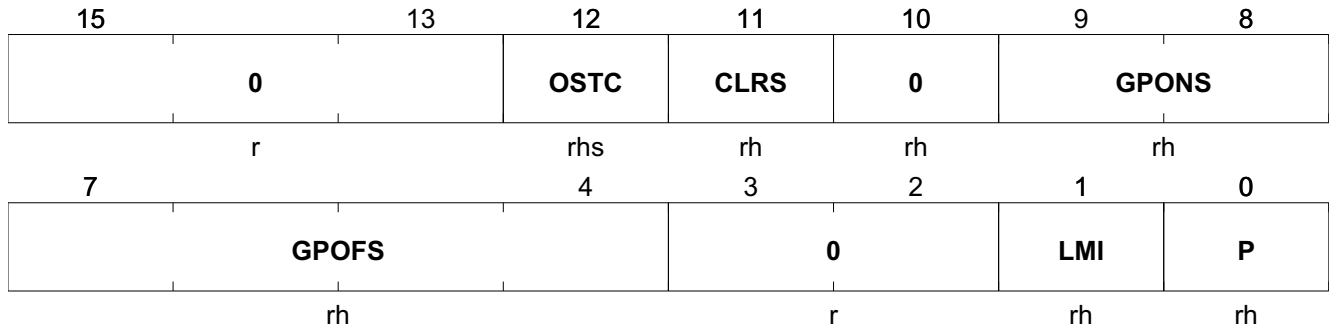 15 13 12 11 10 9 8
0 OSTC CLRS 0 GPONS
r rhs rh rh rh
7 4 3 2 1 0
GPOFS 0 LMI P
rh r rh rh